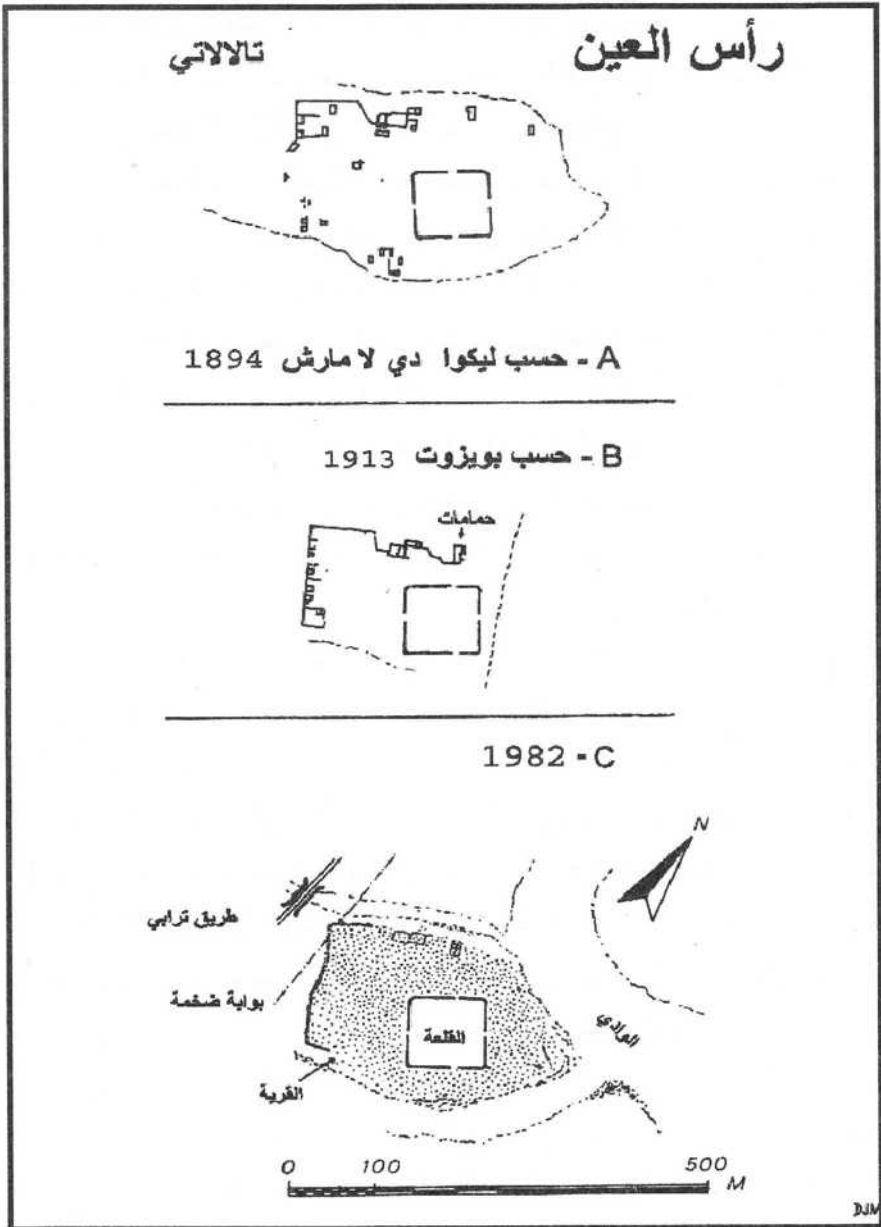 رأس العين
تالالاتي
A - حسب ليكوا دي لا مارش 1894
B - حسب بويزوت 1913
حمامات
1982 - C
N
طريق ترابي
بوابة ضخمة
القلعة
الوادي
القرية
0 100 500
M
DJM